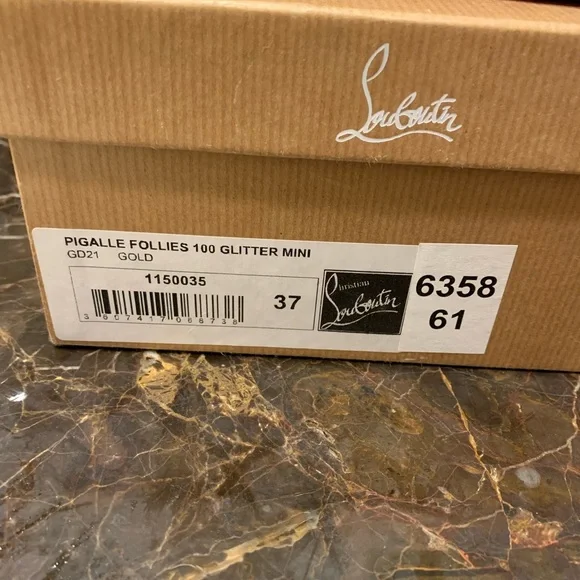 Louboutin
PIGALLE FOLLIES 100 GLITTER MINI
GD21 GOLD
1150035
37
Christian
Louboutin
6358
61